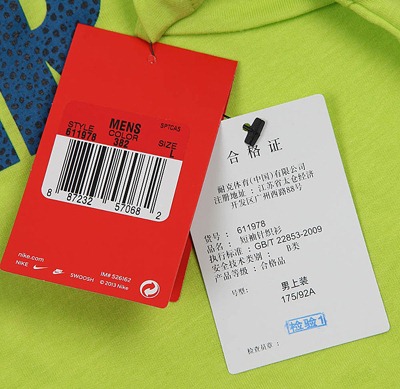 MENS
STYLE
611978
COLOR
382
SPTCAS
SIZE
L
8 87232 57068 2
nike.com
NIKE SWOOSH
IM# 526162
© 2013 Nike
合格证
耐克体育(中国)有限公司
注册地址：江苏省太仓经济
开发区广州西路88号
货号： 611978
品名： 短袖针织衫
执行标准：GB/T 22853-2009
安全技术类别： B类
产品等级：合格品
号型： 男上装
175/92A
检验1
检查员章：